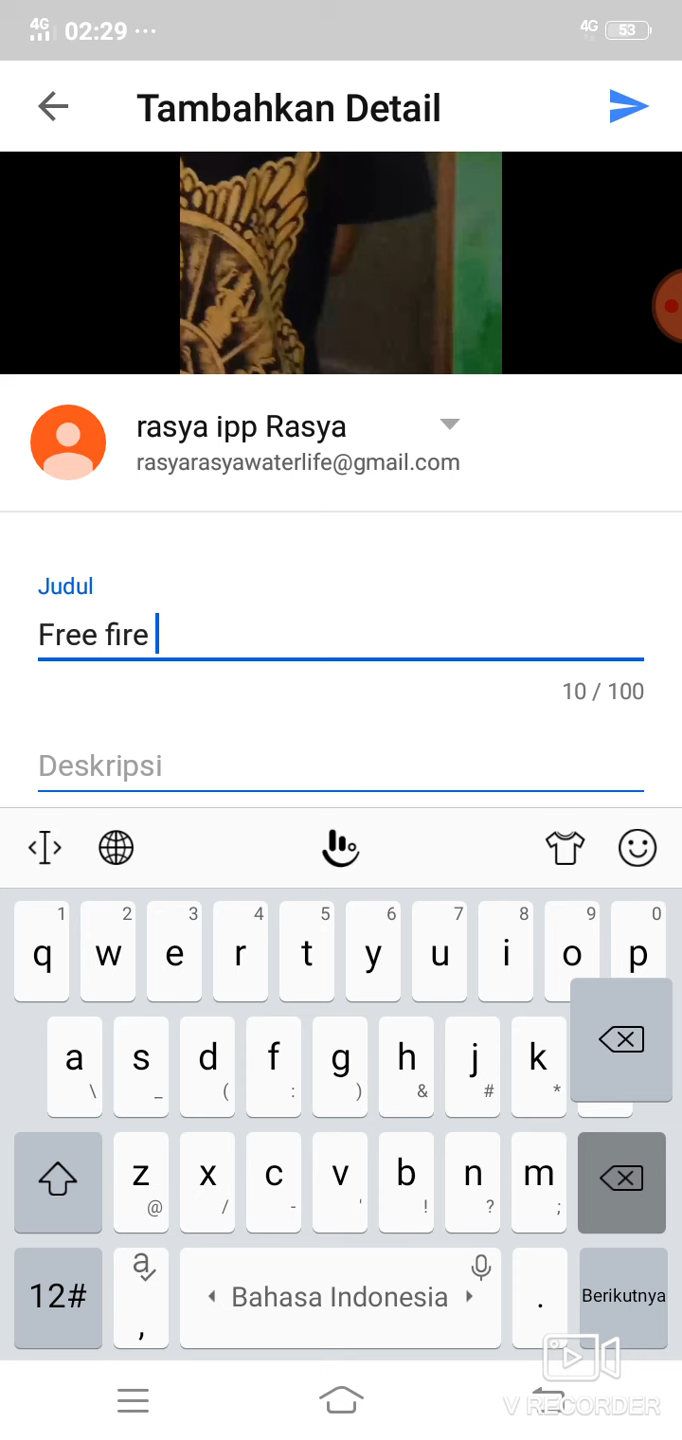 4G 02:29 ... 4G 53
Tambahkan Detail
rasya ipp Rasya
rasyarasyawaterlife@gmail.com
Judul
Free fire
10 / 100
Deskripsi
1 2 3 4 5 6 7 8 9 0
q w e r t y u i o p
a s d f g h j k
\ _ ( : ) & # *
z x c v b n m
@ / - ' ! ? ;
12# , Bahasa Indonesia . Berikutnya
V RECORDER